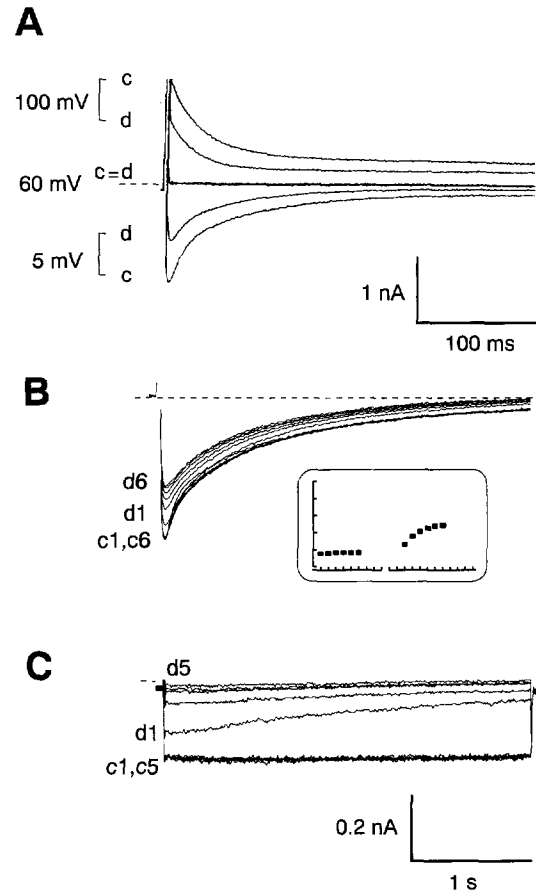 A
c
100 mV
d
60 mV c=d
d
5 mV
c
1 nA
100 ms
B
d6
d1
c1,c6
C
d5
d1
c1,c5
0.2 nA
1 s